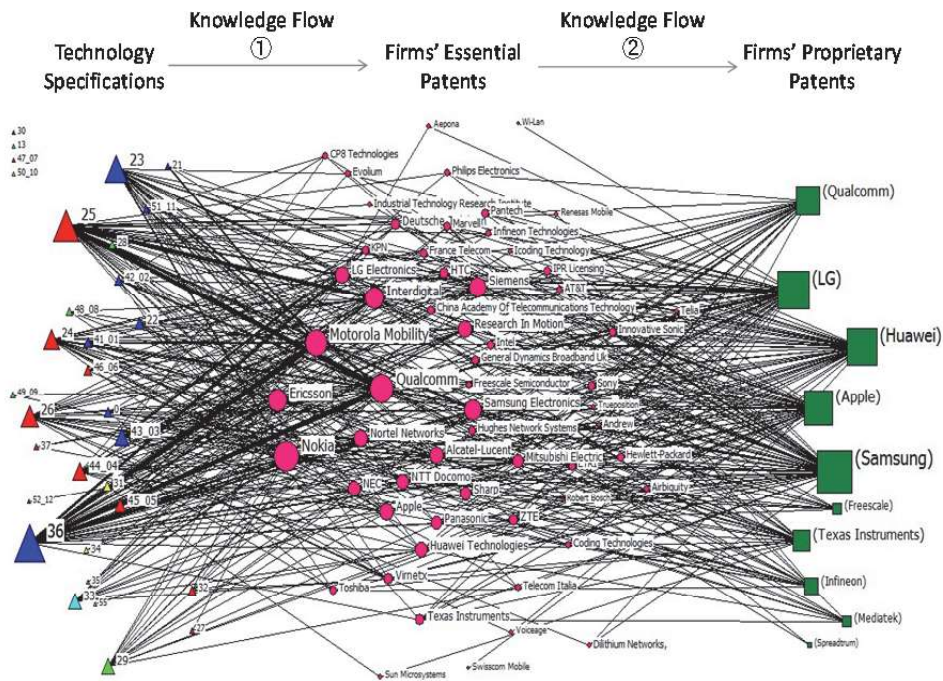 Knowledge Flow
①
Knowledge Flow
②
Technology
Specifications
Firms' Essential
Patents
Firms' Proprietary
Patents
30
13
47_07
50_10
23
21
51_11
25
28
42_02
48_08
22
24
41_01
46_06
49_09
26
0
43_03
37
44_04
31
52_12
45_05
36
34
35
33
55
32
27
29
Aepona
Wi-Lan
CP8 Technologies
Evolium
Philips Electronics
Industrial Technology Research Institute
Pantech
Renesas Mobile
Deutsche
Marvell
Infineon Technologies
KPN
France Telecom
Icoding Technology
LG Electronics
HTC
IPR Licensing
Interdigital
Siemens
AT&T
China Academy Of Telecommunications Technology
Telia
Motorola Mobility
Research In Motion
Innovative Sonic
Intel
General Dynamics Broadband Uk
Qualcomm
Freescale Semiconductor
Sony
Ericsson
Samsung Electronics
Trueposition
Hughes Network Systems
Andrew
Nortel Networks
Nokia
Alcatel-Lucent
Mitsubishi Electric
Hewlett-Packard
NEC
NTT Docomo
Sharp
Robert Bosch
Airbiquity
Apple
Panasonic
ZTE
Huawei Technologies
Coding Technologies
Virnetx
Toshiba
Telecom Italia
Texas Instruments
Voiceage
Dilithium Networks,
Sun Microsystems
Swisscom Mobile
(Qualcomm)
(LG)
(Huawei)
(Apple)
(Samsung)
(Freescale)
(Texas Instruments)
(Infineon)
(Mediatek)
(Spreadtrum)